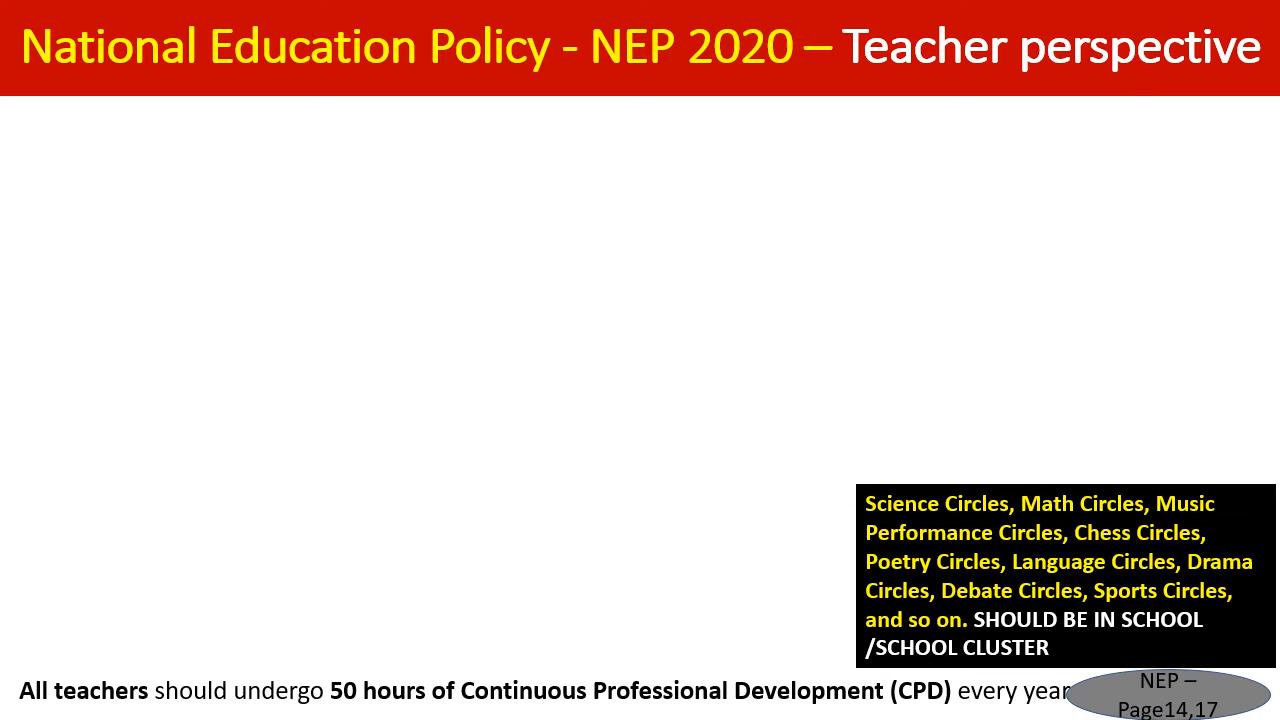 National Education Policy - NEP 2020 – Teacher perspective
Science Circles, Math Circles, Music
Performance Circles, Chess Circles,
Poetry Circles, Language Circles, Drama
Circles, Debate Circles, Sports Circles,
and so on. SHOULD BE IN SCHOOL
/SCHOOL CLUSTER
All teachers should undergo 50 hours of Continuous Professional Development (CPD) every year
NEP –
Page14,17